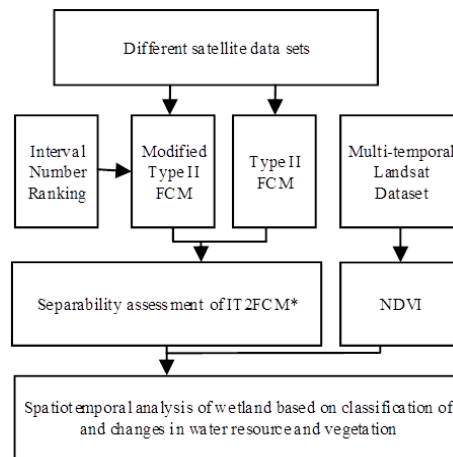 Different satellite data sets
Interval
Number
Ranking
Modified
Type II
FCM
Type II
FCM
Multi-temporal
Landsat
Dataset
Separability assessment of IT2FCM*
NDVI
Spatiotemporal analysis of wetland based on classification of
and changes in water resource and vegetation